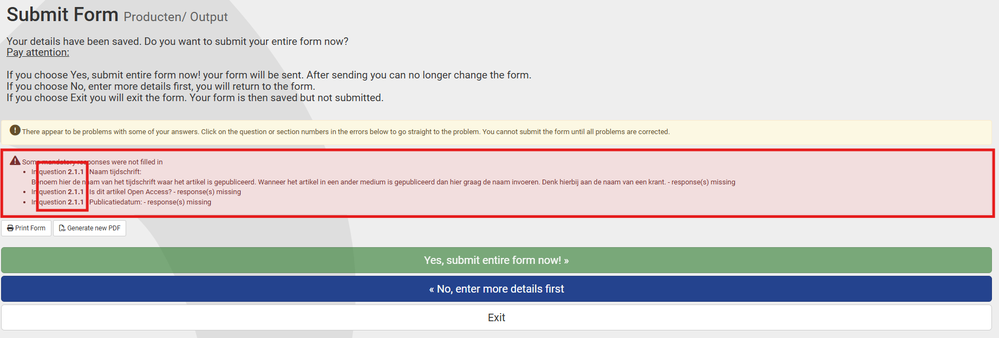 Submit Form Producten/ Output
Your details have been saved. Do you want to submit your entire form now?
Pay attention:
If you choose Yes, submit entire form now! your form will be sent. After sending you can no longer change the form.
If you choose No, enter more details first, you will return to the form.
If you choose Exit you will exit the form. Your form is then saved but not submitted.
There appear to be problems with some of your answers. Click on the question or section numbers in the errors below to go straight to the problem. You cannot submit the form until all problems are corrected.
Some mandatory responses were not filled in
In question 2.1.1 Naam tijdschrift:
Benoem hier de naam van het tijdschrift waar het artikel is gepubliceerd. Wanneer het artikel in een ander medium is gepubliceerd dan hier graag de naam invoeren. Denk hierbij aan de naam van een krant. - response(s) missing
In question 2.1.1 Is dit artikel Open Access? - response(s) missing
In question 2.1.1 Publicatiedatum: - response(s) missing
Print Form Generate new PDF
Yes, submit entire form now! »
« No, enter more details first
Exit